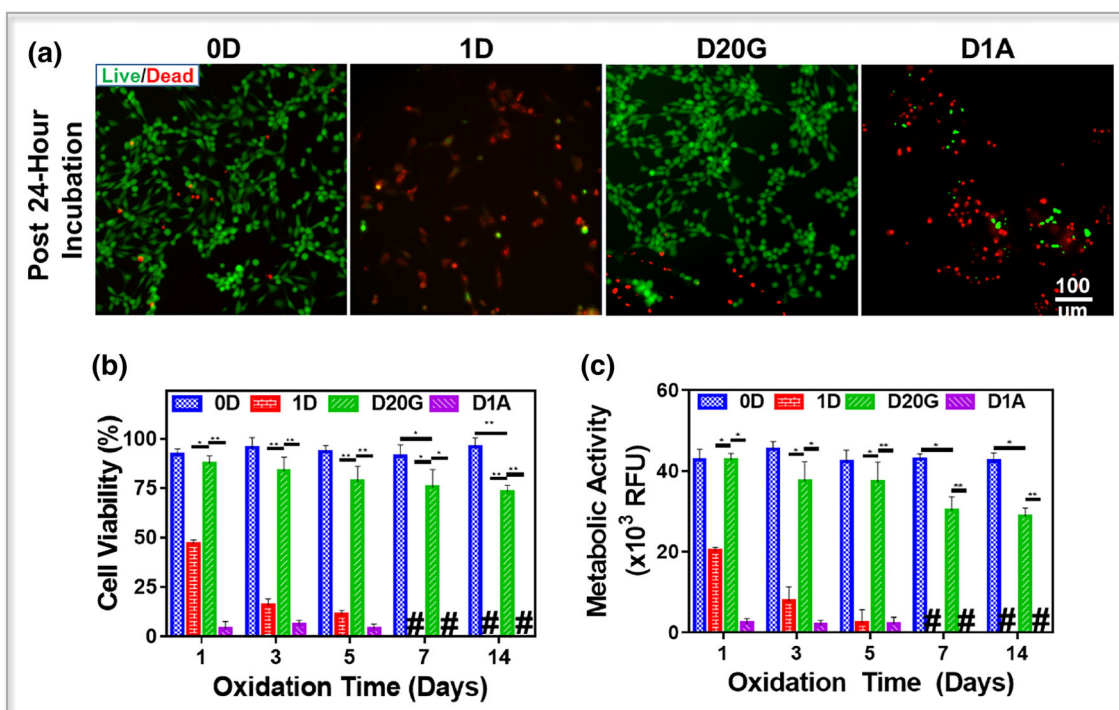 (a)
0D 1D D20G D1A
Live/Dead
Post 24-Hour
Incubation
100
μm
(b)
0D 1D D20G D1A
Cell Viability (%)
100
75
50
25
0
* ** ** ** ** ** * * * ** ** **
# # # #
1 3 5 7 14
Oxidation Time (Days)
(c)
0D 1D D20G D1A
Metabolic Activity
(x10³ RFU)
60
40
20
0
* * * * * ** * ** * **
# # # #
1 3 5 7 14
Oxidation Time (Days)